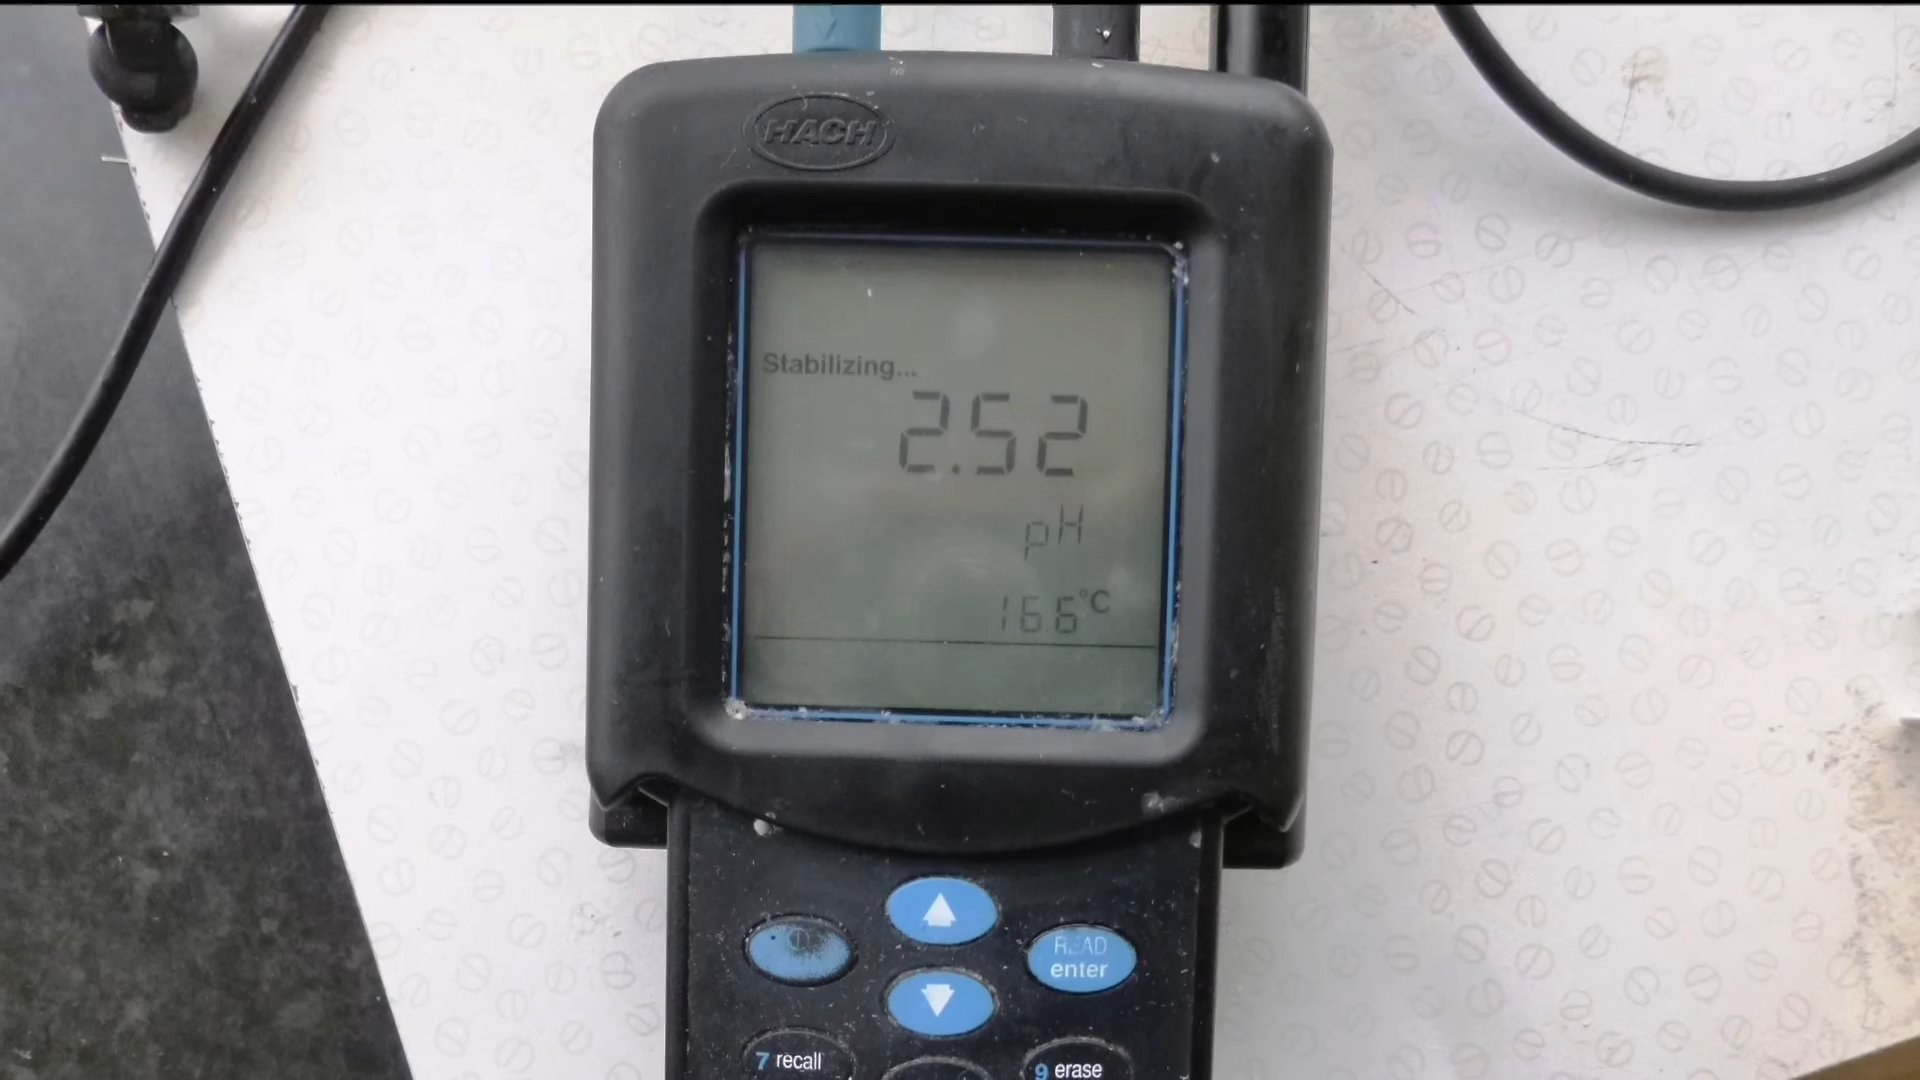 HACH
Stabilizing...
2.52
pH
16.6°C
READ
enter
7 recall
9 erase